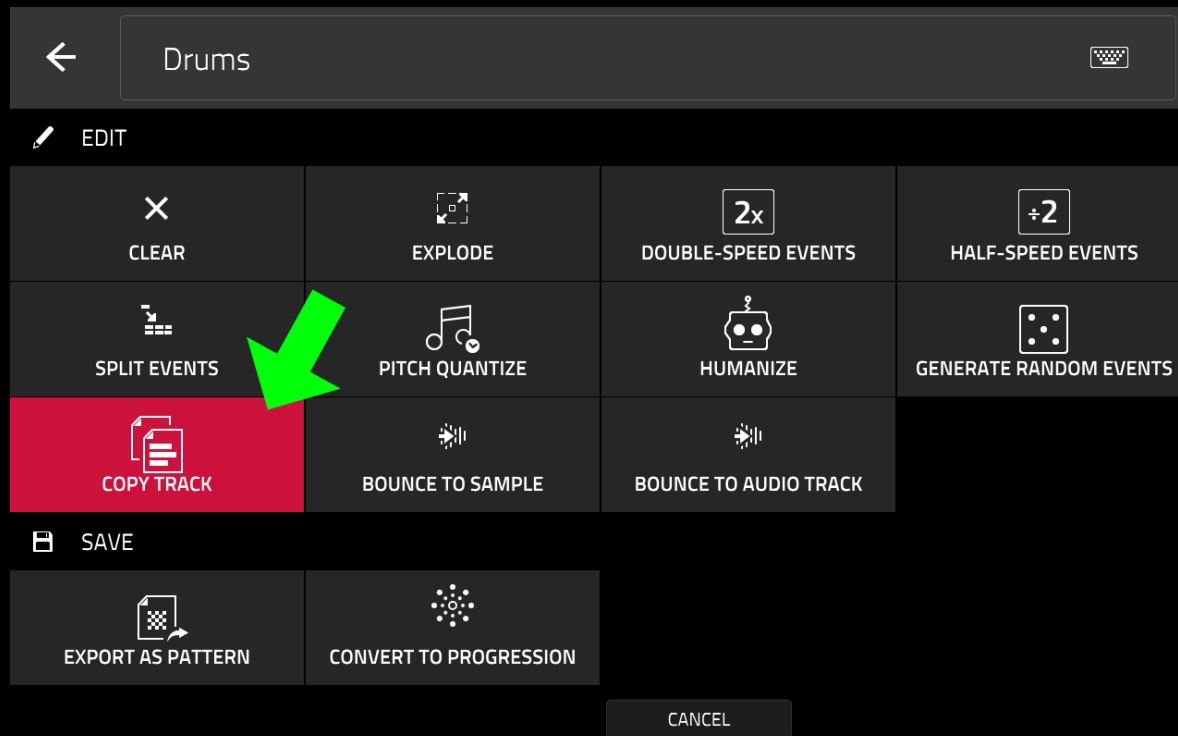 Drums
EDIT
CLEAR
EXPLODE
2x
DOUBLE-SPEED EVENTS
÷2
HALF-SPEED EVENTS
SPLIT EVENTS
PITCH QUANTIZE
HUMANIZE
GENERATE RANDOM EVENTS
COPY TRACK
BOUNCE TO SAMPLE
BOUNCE TO AUDIO TRACK
SAVE
EXPORT AS PATTERN
CONVERT TO PROGRESSION
CANCEL